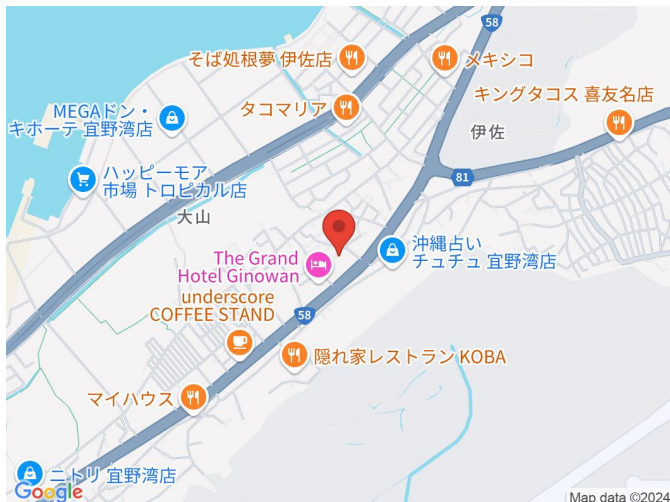 58
そば処根夢 伊佐店
メキシコ
キングタコス 喜友名店
タコマリア
MEGAドン・
キホーテ 宜野湾店
伊佐
ハッピーモア
市場 トロピカル店
81
大山
The Grand
Hotel Ginowan
沖縄占い
チュチュ 宜野湾店
underscore
COFFEE STAND
58
隠れ家レストラン KOBA
マイハウス
ニトリ 宜野湾店
Google
Map data ©2024